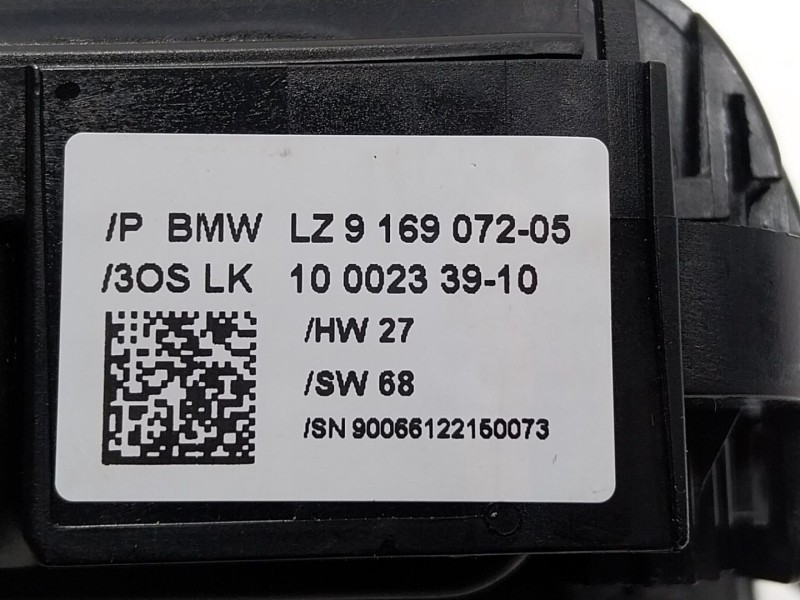 /P BMW LZ 9 169 072-05
/3OS LK 10 0023 39-10
/HW 27
/SW 68
/SN 90066122150073